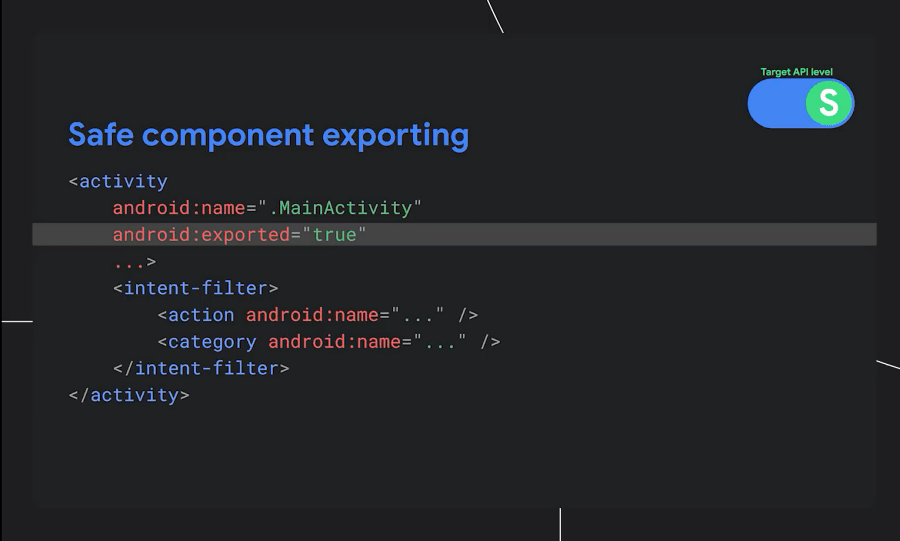 Target API level
S
Safe component exporting
<activity
    android:name=".MainActivity"
    android:exported="true"
    ...>
    <intent-filter>
        <action android:name="..." />
        <category android:name="..." />
    </intent-filter>
</activity>